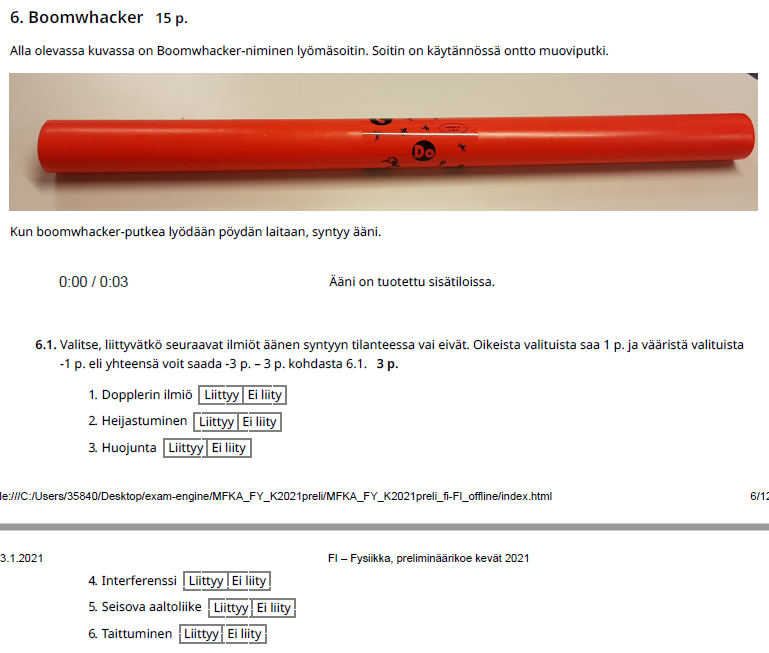 6. Boomwhacker 15 p.
Alla olevassa kuvassa on Boomwhacker-niminen lyömäsoitin. Soitin on käytännössä ontto muoviputki.
Do
Kun boomwhacker-putkea lyödään pöydän laitaan, syntyy ääni.
0:00 / 0:03 Ääni on tuotettu sisätiloissa.
6.1. Valitse, liittyvätkö seuraavat ilmiöt äänen syntyyn tilanteessa vai eivät. Oikeista valituista saa 1 p. ja vääristä valituista
-1 p. eli yhteensä voit saada -3 p. – 3 p. kohdasta 6.1. 3 p.
1. Dopplerin ilmiö Liittyy Ei liity
2. Heijastuminen Liittyy Ei liity
3. Huojunta Liittyy Ei liity
le:///C:/Users/35840/Desktop/exam-engine/MFKA_FY_K2021preli/MFKA_FY_K2021preli_fi-FI_offline/index.html 6/12
3.1.2021 FI – Fysiikka, preliminäärikoe kevät 2021
4. Interferenssi Liittyy Ei liity
5. Seisova aaltoliike Liittyy Ei liity
6. Taittuminen Liittyy Ei liity